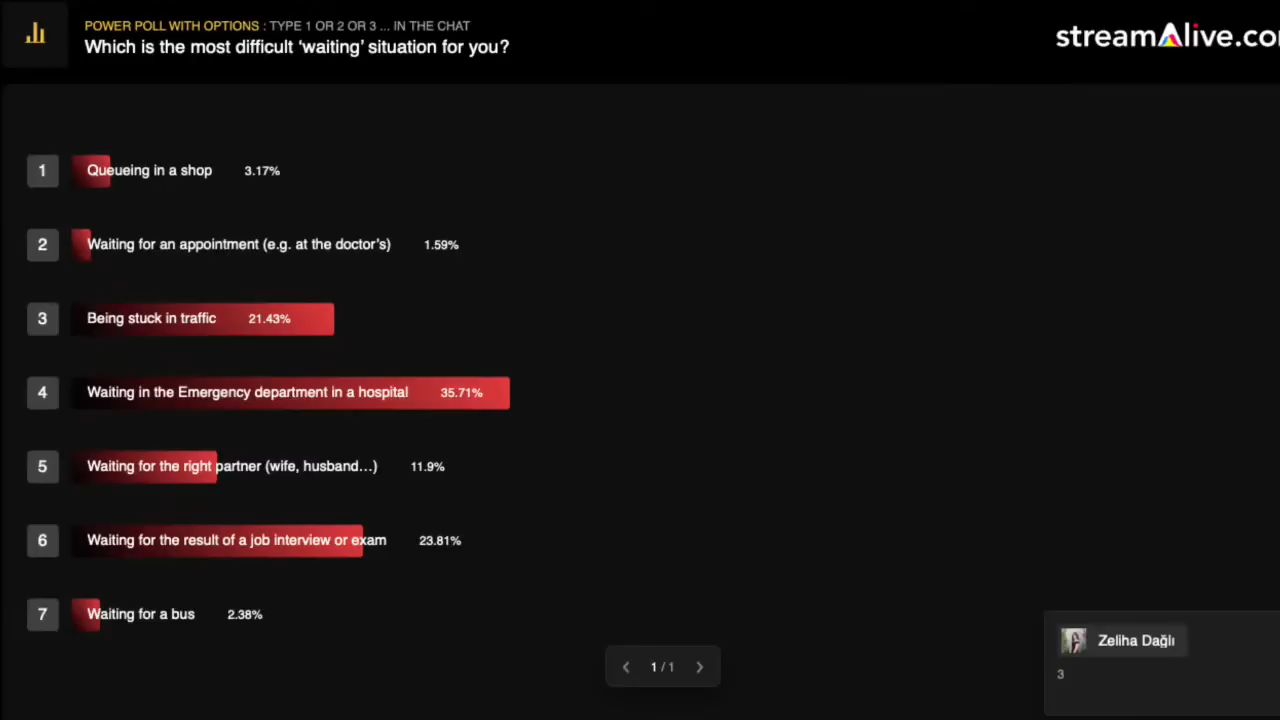 POWER POLL WITH OPTIONS : TYPE 1 OR 2 OR 3 ... IN THE CHAT
Which is the most difficult ‘waiting’ situation for you?
streamAlive.co
1 Queueing in a shop 3.17%
2 Waiting for an appointment (e.g. at the doctor’s) 1.59%
3 Being stuck in traffic 21.43%
4 Waiting in the Emergency department in a hospital 35.71%
5 Waiting for the right partner (wife, husband...) 11.9%
6 Waiting for the result of a job interview or exam 23.81%
7 Waiting for a bus 2.38%
1 / 1
Zeliha Dağlı
3